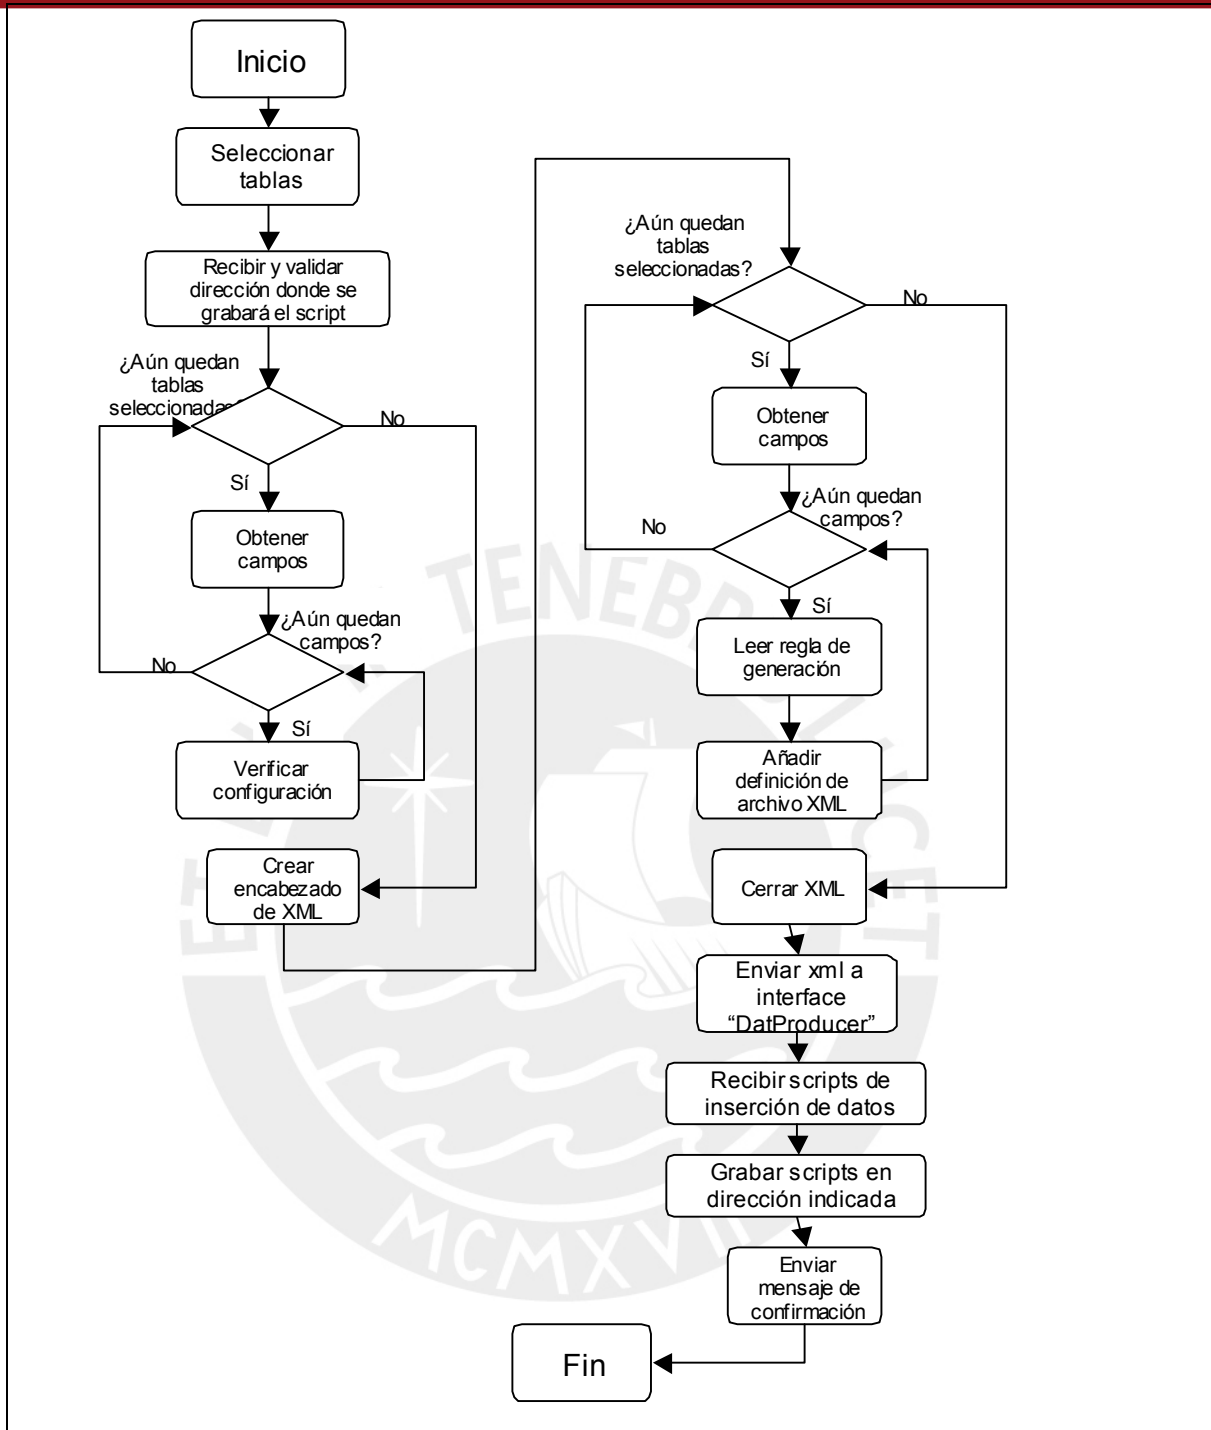 Inicio
Seleccionar
tablas
Recibir y validar
dirección donde se
grabará el script
¿Aún quedan
tablas
seleccionadas?
No
Sí
Obtener
campos
¿Aún quedan
campos?
No
Sí
Verificar
configuración
Crear
encabezado
de XML
¿Aún quedan
tablas
seleccionadas?
No
Sí
Obtener
campos
¿Aún quedan
campos?
No
Sí
Leer regla de
generación
Añadir
definición de
archivo XML
Cerrar XML
Enviar xml a
interface
“DatProducer”
Recibir scripts de
inserción de datos
Grabar scripts en
dirección indicada
Enviar
mensaje de
confirmación
Fin
MCMXVII